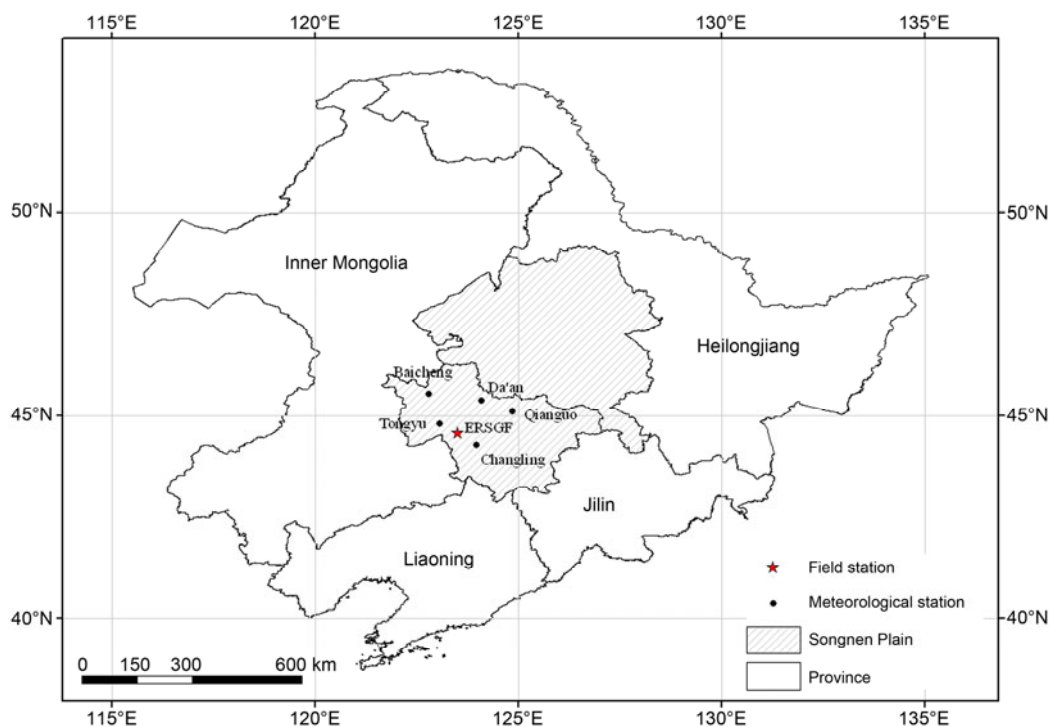 115°E 120°E 125°E 130°E 135°E
50°N 50°N
Inner Mongolia
Heilongjiang
Baicheng
Da'an
45°N Qianguo 45°N
Tongyu ERSGF
Changling
Jilin
Liaoning
Field station
Meteorological station
40°N 40°N
Songnen Plain
0 150 300 600 km
Province
115°E 120°E 125°E 130°E 135°E